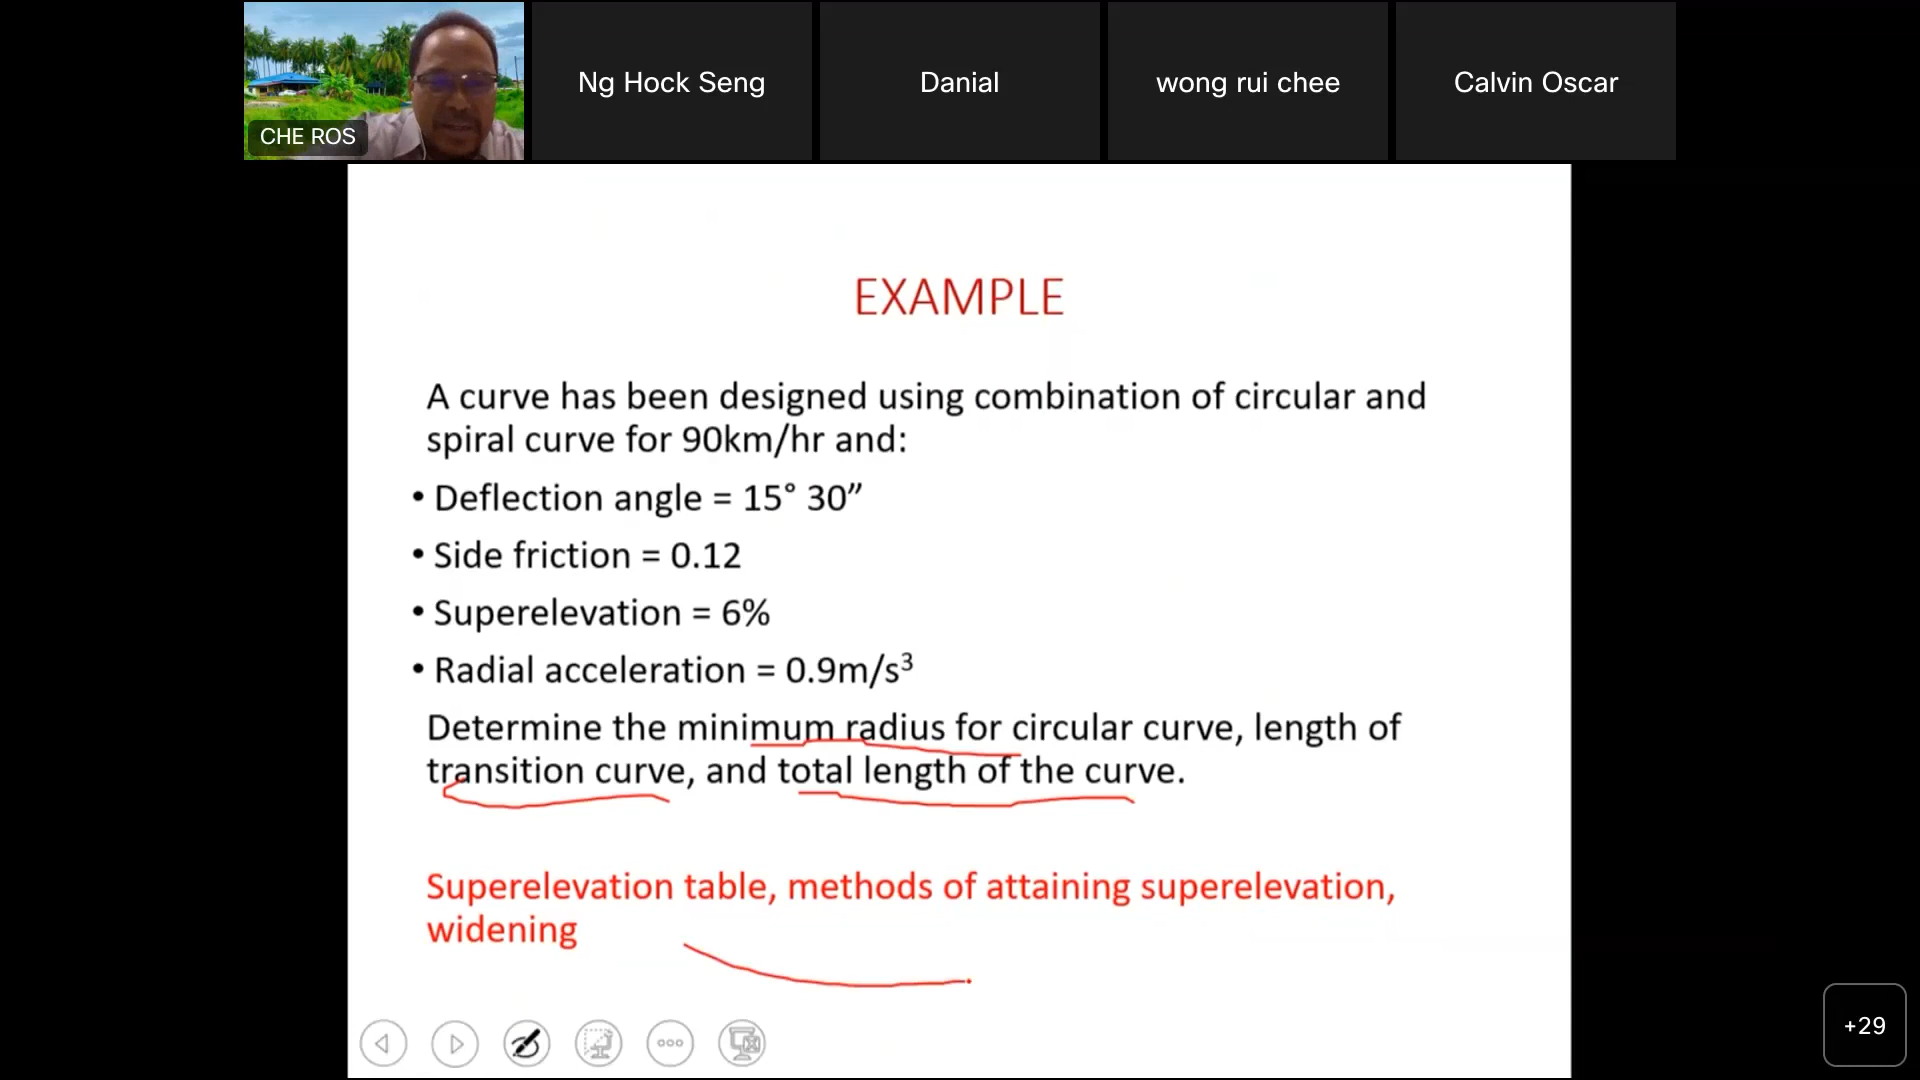 CHE ROS
Ng Hock Seng
Danial
wong rui chee
Calvin Oscar
EXAMPLE
A curve has been designed using combination of circular and
spiral curve for 90km/hr and:
• Deflection angle = 15° 30”
• Side friction = 0.12
• Superelevation = 6%
• Radial acceleration = 0.9m/s³
Determine the minimum radius for circular curve, length of
transition curve, and total length of the curve.
Superelevation table, methods of attaining superelevation,
widening
+29